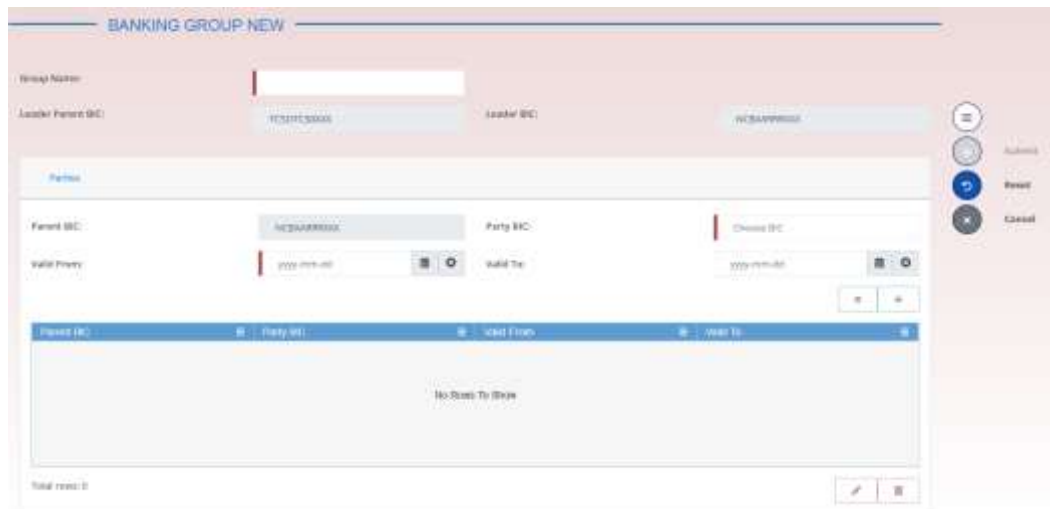 BANKING GROUP NEW
Group Name:
Leader Parent BIC:
Leader BIC:
Submit
Parties
Reset
Cancel
Parent BIC:
Party BIC:
Choose BIC
Valid From:
yyyy-mm-dd
Valid To:
yyyy-mm-dd
Parent BIC
Party BIC
Valid From
Valid To
No Rows To Show
Total rows: 0